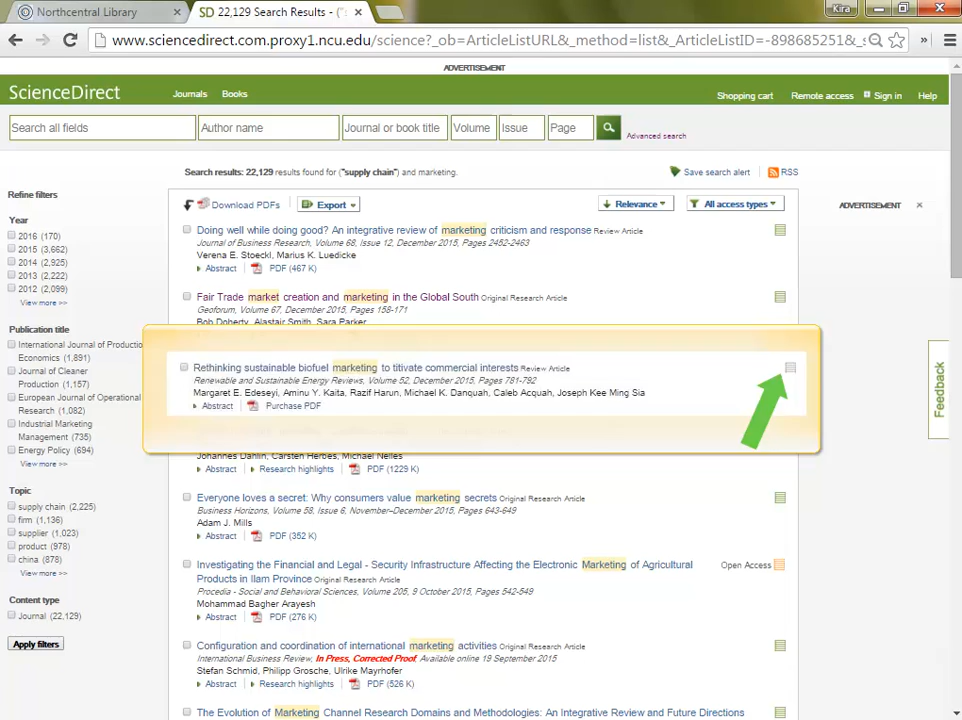 Northcentral Library
SD 22,129 Search Results - ("s
Kira
www.sciencedirect.com.proxy1.ncu.edu/science?_ob=ArticleListURL&_method=list&_ArticleListID=-898685251&_s
ADVERTISEMENT
ScienceDirect
Journals
Books
Shopping cart
Remote access
Sign in
Help
Search all fields
Author name
Journal or book title
Volume
Issue
Page
Advanced search
Search results: 22,129 results found for ("supply chain") and marketing.
Save search alert
RSS
Refine filters
Year
2016 (170)
2015 (3,662)
2014 (2,925)
2013 (2,222)
2012 (2,099)
View more >>
Publication title
International Journal of Productio
Economics (1,891)
Journal of Cleaner
Production (1,157)
European Journal of Operational
Research (1,082)
Industrial Marketing
Management (735)
Energy Policy (694)
View more >>
Topic
supply chain (2,225)
firm (1,136)
supplier (1,023)
product (978)
china (878)
View more >>
Content type
Journal (22,129)
Apply filters
Download PDFs
Export
Relevance
All access types
ADVERTISEMENT
Doing well while doing good? An integrative review of marketing criticism and response Review Article
Journal of Business Research, Volume 68, Issue 12, December 2015, Pages 2452-2463
Verena E. Stoeckl, Marius K. Luedicke
Abstract PDF (467 K)
Fair Trade market creation and marketing in the Global South Original Research Article
Geoforum, Volume 67, December 2015, Pages 158-171
Bob Doherty, Alastair Smith, Sara Parker
Rethinking sustainable biofuel marketing to titivate commercial interests Review Article
Renewable and Sustainable Energy Reviews, Volume 52, December 2015, Pages 781-792
Margaret E. Edeseyi, Aminu Y. Kaita, Razif Harun, Michael K. Danquah, Caleb Acquah, Joseph Kee Ming Sia
Abstract Purchase PDF
Johannes Dahlin, Carsten Herbes, Michael Nelles
Abstract Research highlights PDF (1229 K)
Everyone loves a secret: Why consumers value marketing secrets Original Research Article
Business Horizons, Volume 58, Issue 6, November–December 2015, Pages 643-649
Adam J. Mills
Abstract PDF (352 K)
Investigating the Financial and Legal - Security Infrastructure Affecting the Electronic Marketing of Agricultural
Products in Ilam Province Original Research Article
Open Access
Procedia - Social and Behavioral Sciences, Volume 205, 9 October 2015, Pages 542-549
Mohammad Bagher Arayesh
Abstract PDF (276 K)
Configuration and coordination of international marketing activities Original Research Article
International Business Review, In Press, Corrected Proof, Available online 19 September 2015
Stefan Schmid, Philipp Grosche, Ulrike Mayrhofer
Abstract Research highlights PDF (526 K)
The Evolution of Marketing Channel Research Domains and Methodologies: An Integrative Review and Future Directions
Feedback